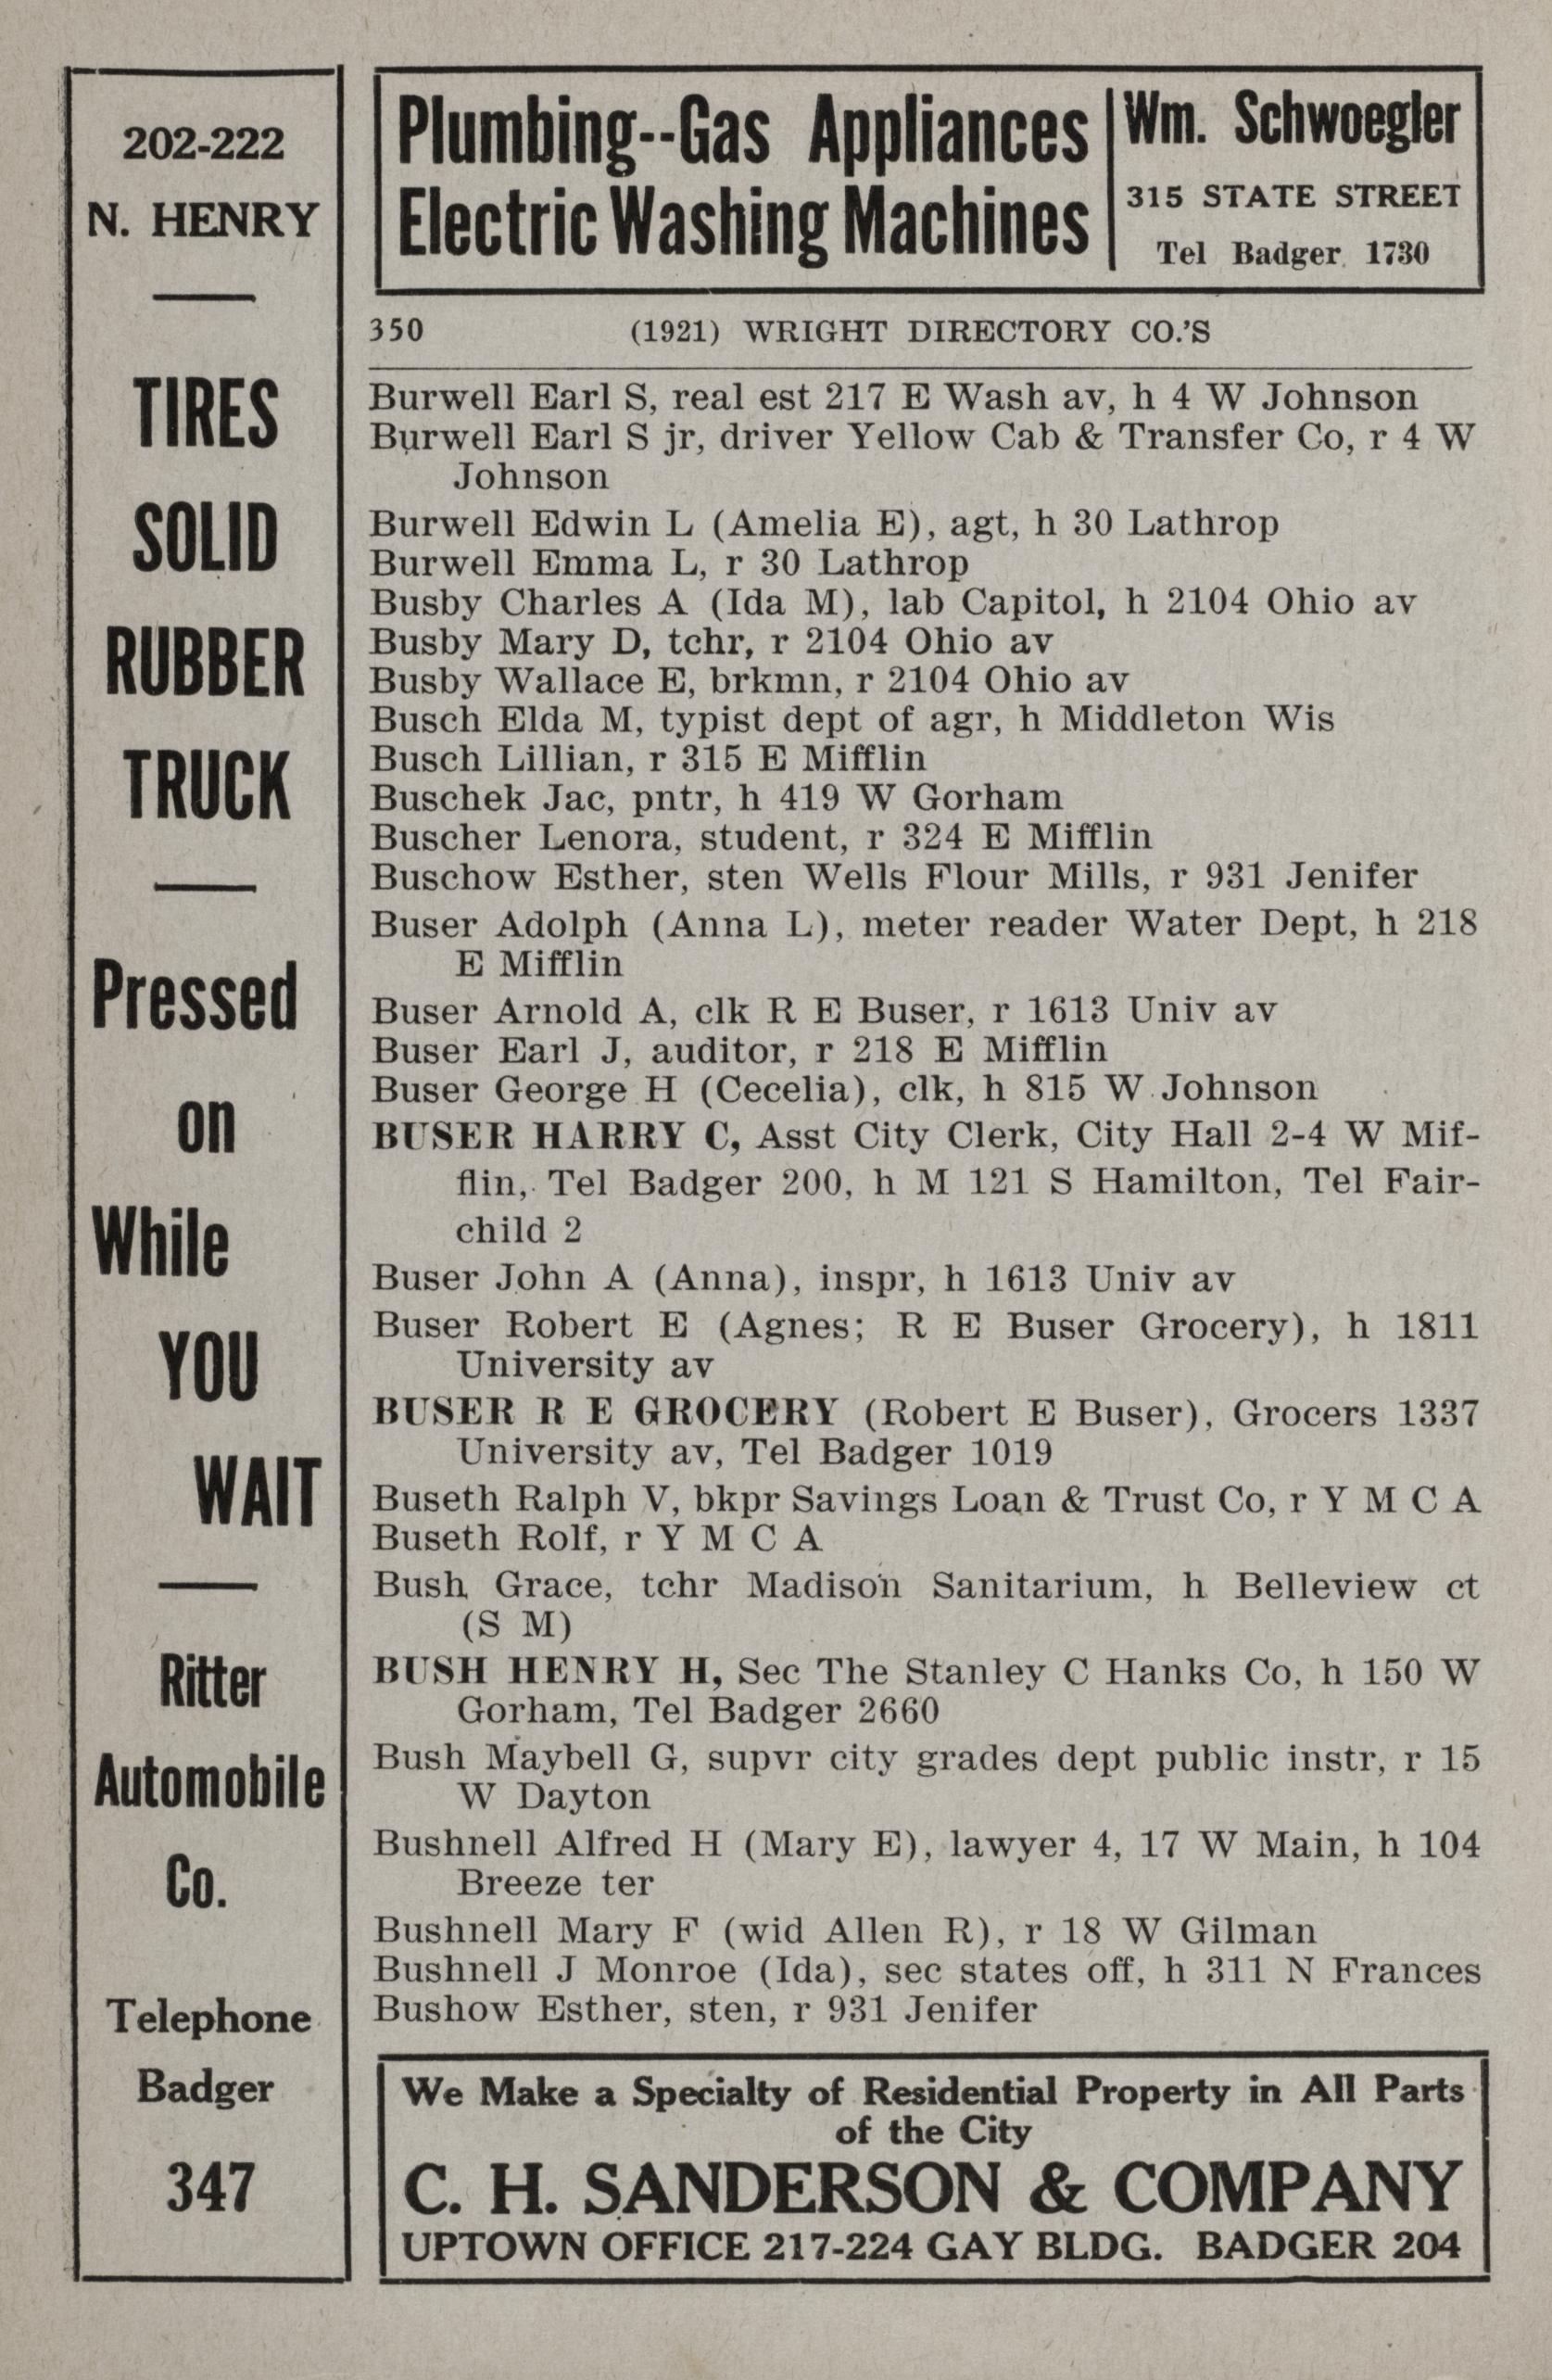 202-222
N. HENRY
TIRES
SOLID
RUBBER
TRUCK
Pressed
on
While
YOU
WAIT
Ritter
Automobile
Co.
Telephone
Badger
347
Plumbing--Gas Appliances
Electric Washing Machines
Wm. Schwoegler
315 STATE STREET
Tel Badger 1730
350 (1921) WRIGHT DIRECTORY CO.'S
Burwell Earl S, real est 217 E Wash av, h 4 W Johnson
Burwell Earl S jr, driver Yellow Cab & Transfer Co, r 4 W
Johnson
Burwell Edwin L (Amelia E), agt, h 30 Lathrop
Burwell Emma L, r 30 Lathrop
Busby Charles A (Ida M), lab Capitol, h 2104 Ohio av
Busby Mary D, tchr, r 2104 Ohio av
Busby Wallace E, brkmn, r 2104 Ohio av
Busch Elda M, typist dept of agr, h Middleton Wis
Busch Lillian, r 315 E Mifflin
Buschek Jac, pntr, h 419 W Gorham
Buscher Lenora, student, r 324 E Mifflin
Buschow Esther, sten Wells Flour Mills, r 931 Jenifer
Buser Adolph (Anna L), meter reader Water Dept, h 218
E Mifflin
Buser Arnold A, clk R E Buser, r 1613 Univ av
Buser Earl J, auditor, r 218 E Mifflin
Buser George H (Cecelia), clk, h 815 W Johnson
BUSER HARRY C, Asst City Clerk, City Hall 2-4 W Mif-
flin, Tel Badger 200, h M 121 S Hamilton, Tel Fair-
child 2
Buser John A (Anna), inspr, h 1613 Univ av
Buser Robert E (Agnes; R E Buser Grocery), h 1811
University av
BUSER R E GROCERY (Robert E Buser), Grocers 1337
University av, Tel Badger 1019
Buseth Ralph V, bkpr Savings Loan & Trust Co, r Y M C A
Buseth Rolf, r Y M C A
Bush Grace, tchr Madison Sanitarium, h Belleview ct
(S M)
BUSH HENRY H, Sec The Stanley C Hanks Co, h 150 W
Gorham, Tel Badger 2660
Bush Maybell G, supvr city grades dept public instr, r 15
W Dayton
Bushnell Alfred H (Mary E), lawyer 4, 17 W Main, h 104
Breeze ter
Bushnell Mary F (wid Allen R), r 18 W Gilman
Bushnell J Monroe (Ida), sec states off, h 311 N Frances
Bushow Esther, sten, r 931 Jenifer
We Make a Specialty of Residential Property in All Parts
of the City
C. H. SANDERSON & COMPANY
UPTOWN OFFICE 217-224 GAY BLDG. BADGER 204